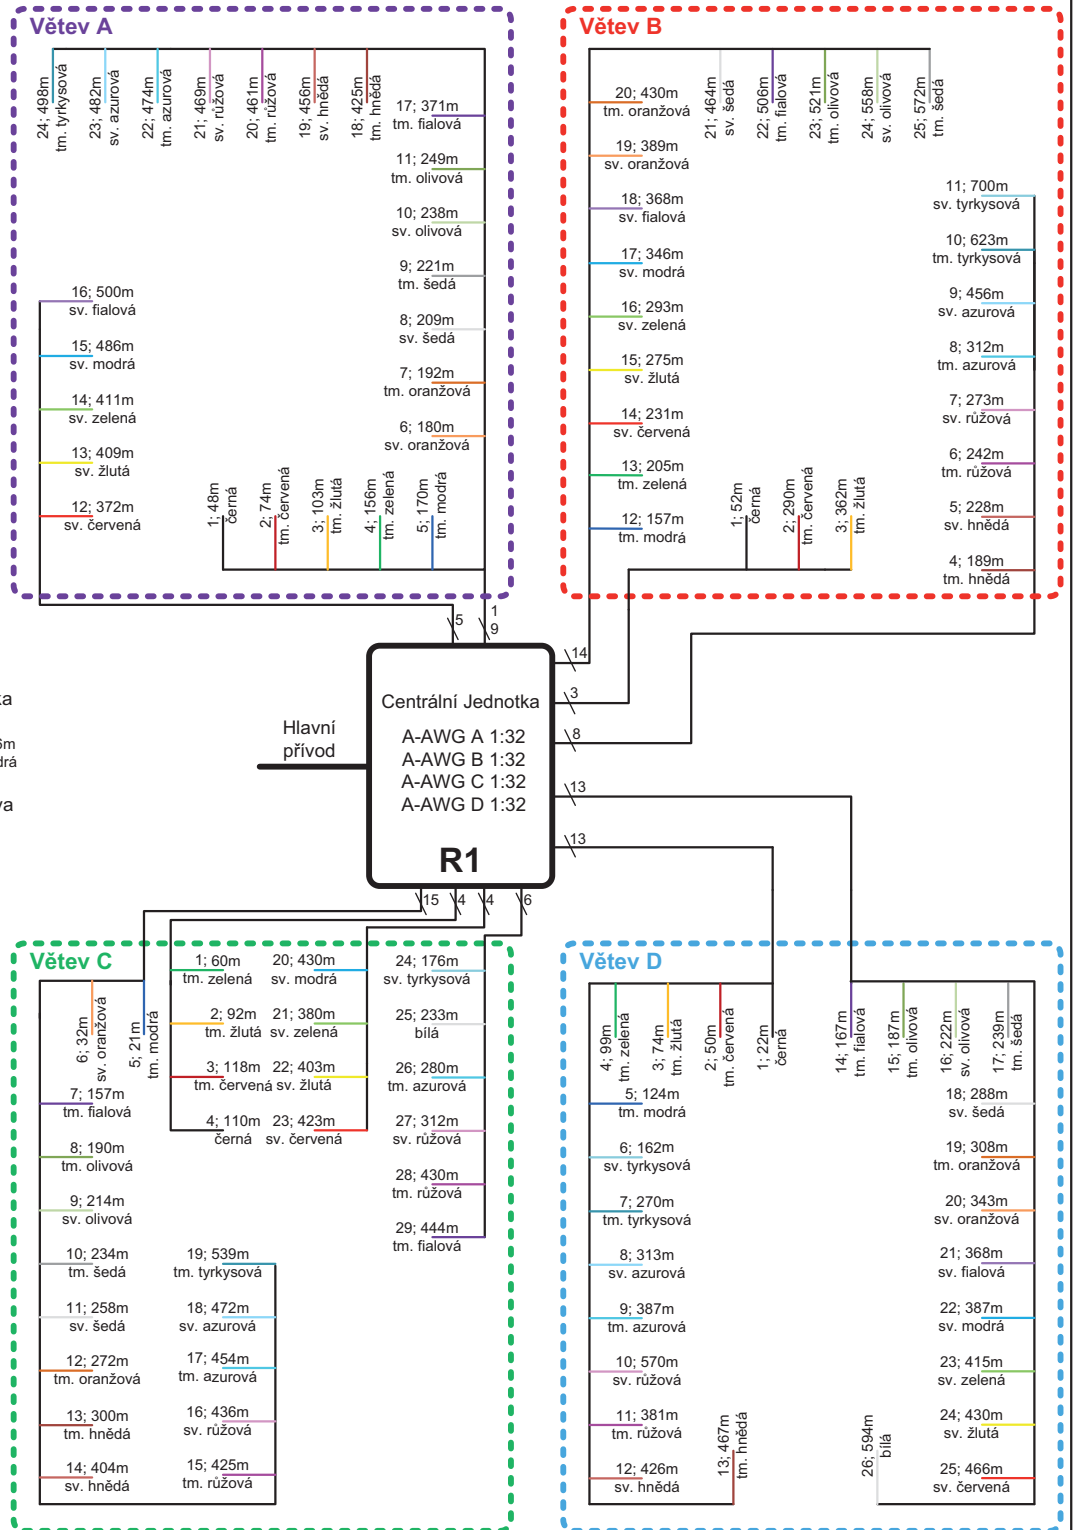 Větev A
24; 498m
tm. tyrkysová
23; 482m
sv. azurová
22; 474m
tm. azurová
21; 469m
sv. růžová
20; 461m
tm. růžová
19; 456m
sv. hnědá
18; 425m
tm. hnědá
17; 371m
tm. fialová
11; 249m
tm. olivová
10; 238m
sv. olivová
9; 221m
tm. šedá
8; 209m
sv. šedá
7; 192m
tm. oranžová
6; 180m
sv. oranžová
16; 500m
sv. fialová
15; 486m
sv. modrá
14; 411m
sv. zelená
13; 409m
sv. žlutá
12; 372m
sv. červená
1; 48m
černá
2; 74m
tm. červená
3; 103m
tm. žlutá
4; 156m
tm. zelená
5; 170m
tm. modrá
Větev B
20; 430m
tm. oranžová
21; 464m
sv. šedá
22; 506m
tm. fialová
23; 521m
tm. olivová
24; 558m
sv. olivová
25; 572m
tm. šedá
19; 389m
sv. oranžová
18; 368m
sv. fialová
17; 346m
sv. modrá
16; 293m
sv. zelená
15; 275m
sv. žlutá
14; 231m
sv. červená
13; 205m
tm. zelená
12; 157m
tm. modrá
1; 52m
černá
2; 290m
tm. červená
3; 362m
tm. žlutá
11; 700m
sv. tyrkysová
10; 623m
tm. tyrkysová
9; 456m
sv. azurová
8; 312m
tm. azurová
7; 273m
sv. růžová
6; 242m
tm. růžová
5; 228m
sv. hnědá
4; 189m
tm. hnědá
5
1
9
14
3
8
13
13
Hlavní
přívod
Centrální Jednotka
A-AWG A 1:32
A-AWG B 1:32
A-AWG C 1:32
A-AWG D 1:32
R1
15
4
4
6
Větev C
6; 32m
sv. oranžová
5; 21m
tm. modrá
1; 60m
tm. zelená
2; 92m
tm. žlutá
3; 118m
tm. červená
4; 110m
černá
20; 430m
sv. modrá
21; 380m
sv. zelená
22; 403m
sv. žlutá
23; 423m
sv. červená
24; 176m
sv. tyrkysová
25; 233m
bílá
26; 280m
tm. azurová
27; 312m
sv. růžová
28; 430m
tm. růžová
29; 444m
tm. fialová
7; 157m
tm. fialová
8; 190m
tm. olivová
9; 214m
sv. olivová
10; 234m
tm. šedá
11; 258m
sv. šedá
12; 272m
tm. oranžová
13; 300m
tm. hnědá
14; 404m
sv. hnědá
19; 539m
tm. tyrkysová
18; 472m
sv. azurová
17; 454m
tm. azurová
16; 436m
sv. růžová
15; 425m
tm. růžová
Větev D
4; 99m
tm. zelená
3; 74m
tm. žlutá
2; 50m
tm. červená
1; 22m
černá
14; 167m
tm. fialová
15; 187m
tm. olivová
16; 222m
sv. olivová
17; 239m
tm. šedá
5; 124m
tm. modrá
6; 162m
sv. tyrkysová
7; 270m
tm. tyrkysová
8; 313m
sv. azurová
9; 387m
tm. azurová
10; 570m
sv. růžová
11; 381m
tm. růžová
12; 426m
sv. hnědá
13; 467m
tm. hnědá
18; 288m
sv. šedá
19; 308m
tm. oranžová
20; 343m
sv. oranžová
21; 368m
sv. fialová
22; 387m
sv. modrá
23; 415m
sv. zelená
24; 430m
sv. žlutá
25; 466m
sv. červená
26; 594m
bílá